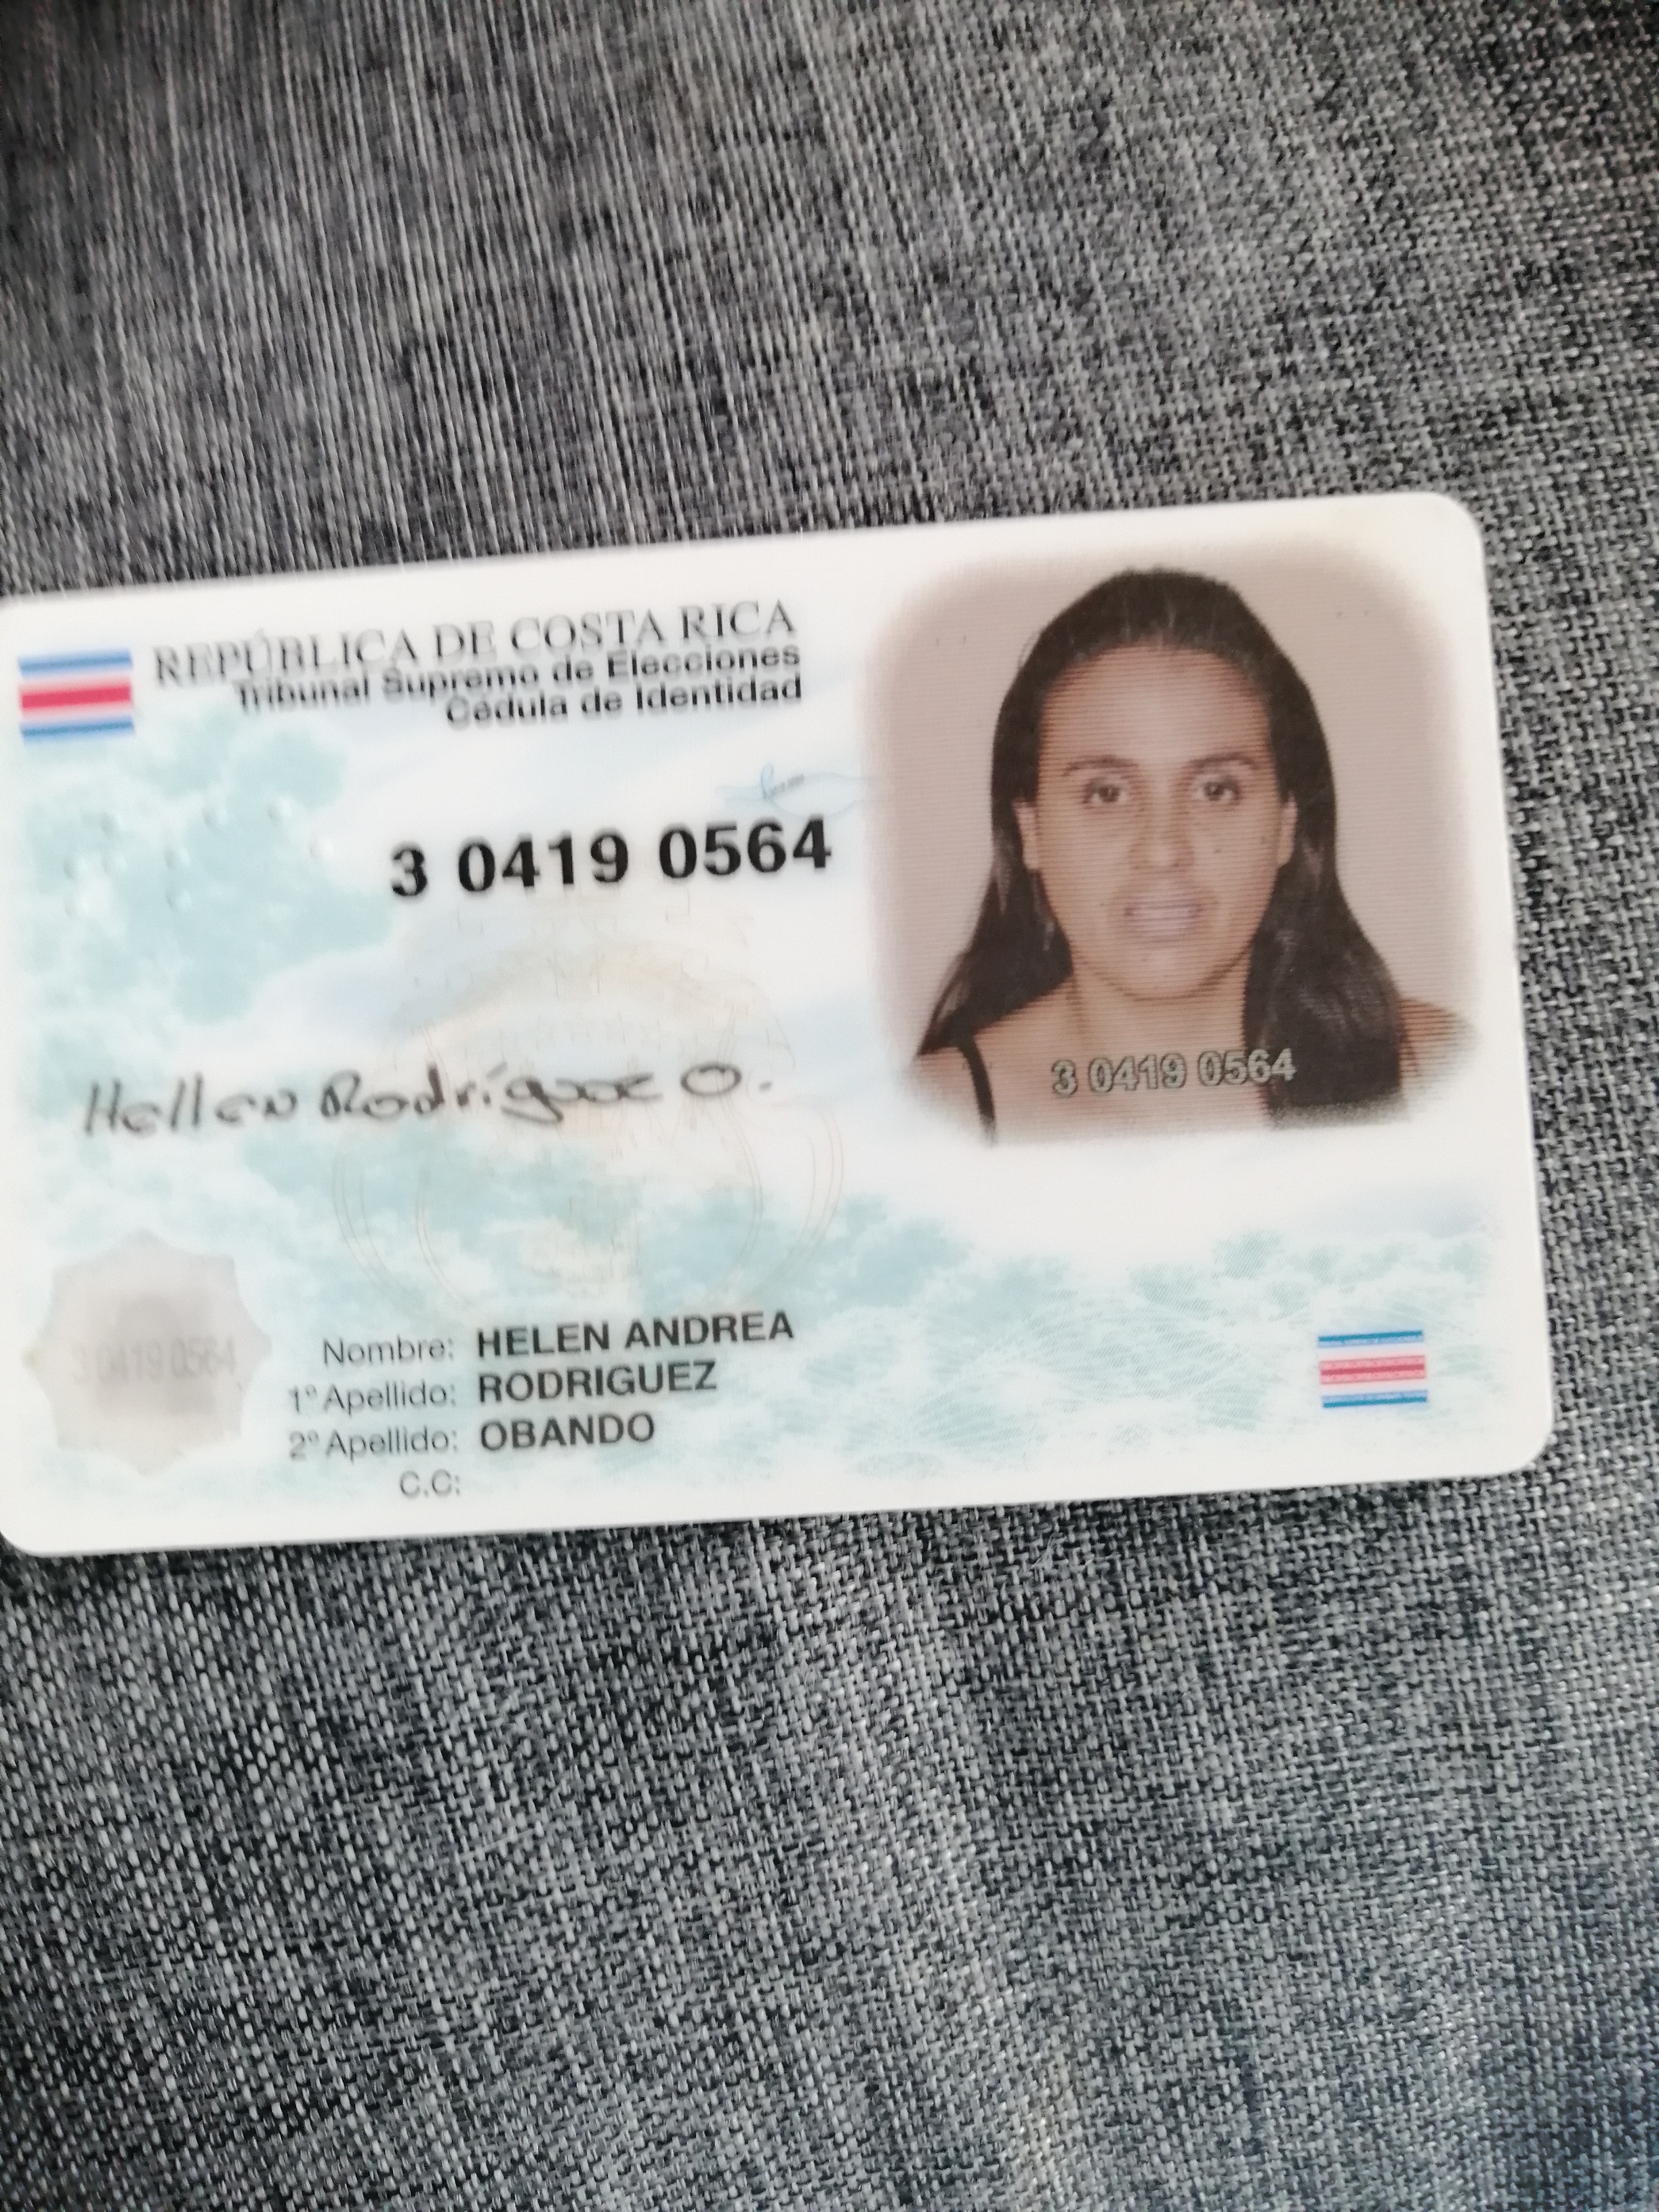 REPÚBLICA DE COSTA RICA
Tribunal Supremo de Elecciones
Cédula de Identidad
3 0419 0564
Hellen Rodríguez O.
3 0419 0564
3 0419 0564
Nombre: HELEN ANDREA
1º Apellido: RODRIGUEZ
2º Apellido: OBANDO
C.C: